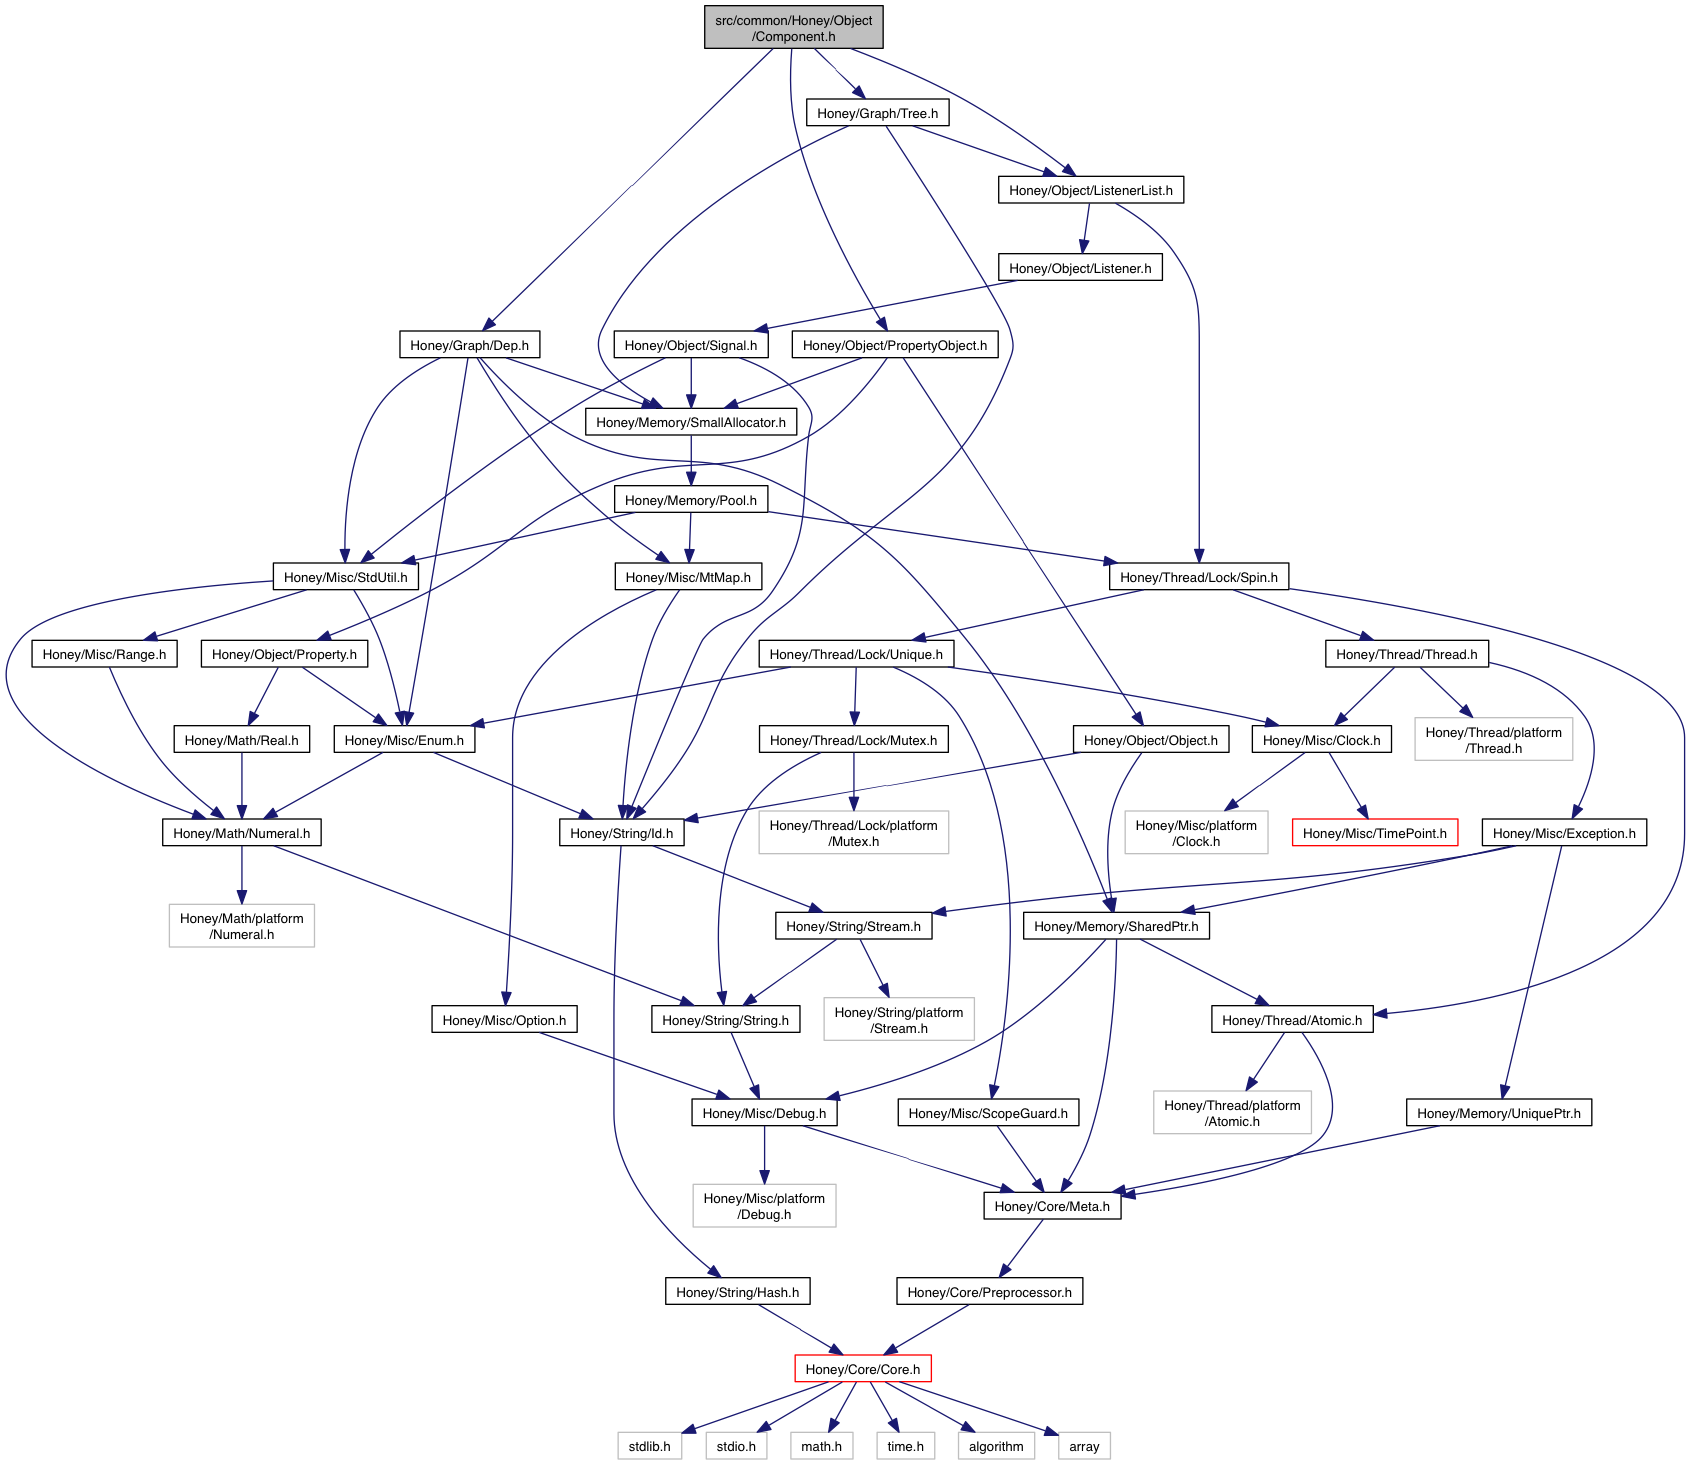 src/common/Honey/Object
/Component.h
Honey/Graph/Tree.h
Honey/Object/ListenerList.h
Honey/Object/Listener.h
Honey/Graph/Dep.h
Honey/Object/Signal.h
Honey/Object/PropertyObject.h
Honey/Memory/SmallAllocator.h
Honey/Memory/Pool.h
Honey/Misc/StdUtil.h
Honey/Misc/MtMap.h
Honey/Thread/Lock/Spin.h
Honey/Misc/Range.h
Honey/Object/Property.h
Honey/Thread/Lock/Unique.h
Honey/Thread/Thread.h
Honey/Math/Real.h
Honey/Misc/Enum.h
Honey/Thread/Lock/Mutex.h
Honey/Object/Object.h
Honey/Misc/Clock.h
Honey/Thread/platform
/Thread.h
Honey/Math/Numeral.h
Honey/String/Id.h
Honey/Thread/Lock/platform
/Mutex.h
Honey/Misc/platform
/Clock.h
Honey/Misc/TimePoint.h
Honey/Misc/Exception.h
Honey/Math/platform
/Numeral.h
Honey/String/Stream.h
Honey/Memory/SharedPtr.h
Honey/Misc/Option.h
Honey/String/String.h
Honey/String/platform
/Stream.h
Honey/Thread/Atomic.h
Honey/Misc/Debug.h
Honey/Misc/ScopeGuard.h
Honey/Thread/platform
/Atomic.h
Honey/Memory/UniquePtr.h
Honey/Misc/platform
/Debug.h
Honey/Core/Meta.h
Honey/String/Hash.h
Honey/Core/Preprocessor.h
Honey/Core/Core.h
stdlib.h
stdio.h
math.h
time.h
algorithm
array